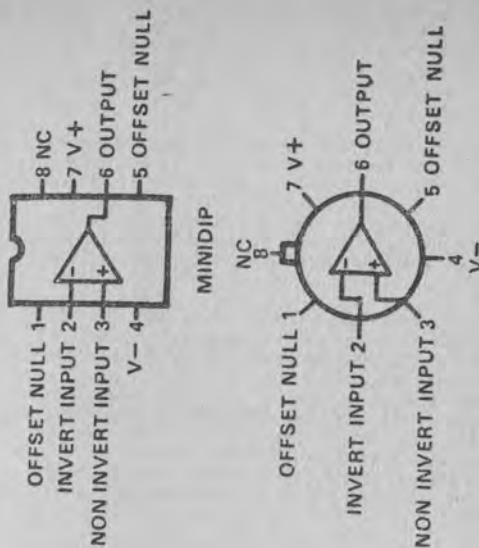 OFFSET NULL 1
INVERT INPUT 2
NON INVERT INPUT 3
V− 4
8 NC
7 V+
6 OUTPUT
5 OFFSET NULL
−
+
MINIDIP
NC
8
OFFSET NULL 1
INVERT INPUT 2
NON INVERT INPUT 3
7 V+
6 OUTPUT
5 OFFSET NULL
4
V−
−
+